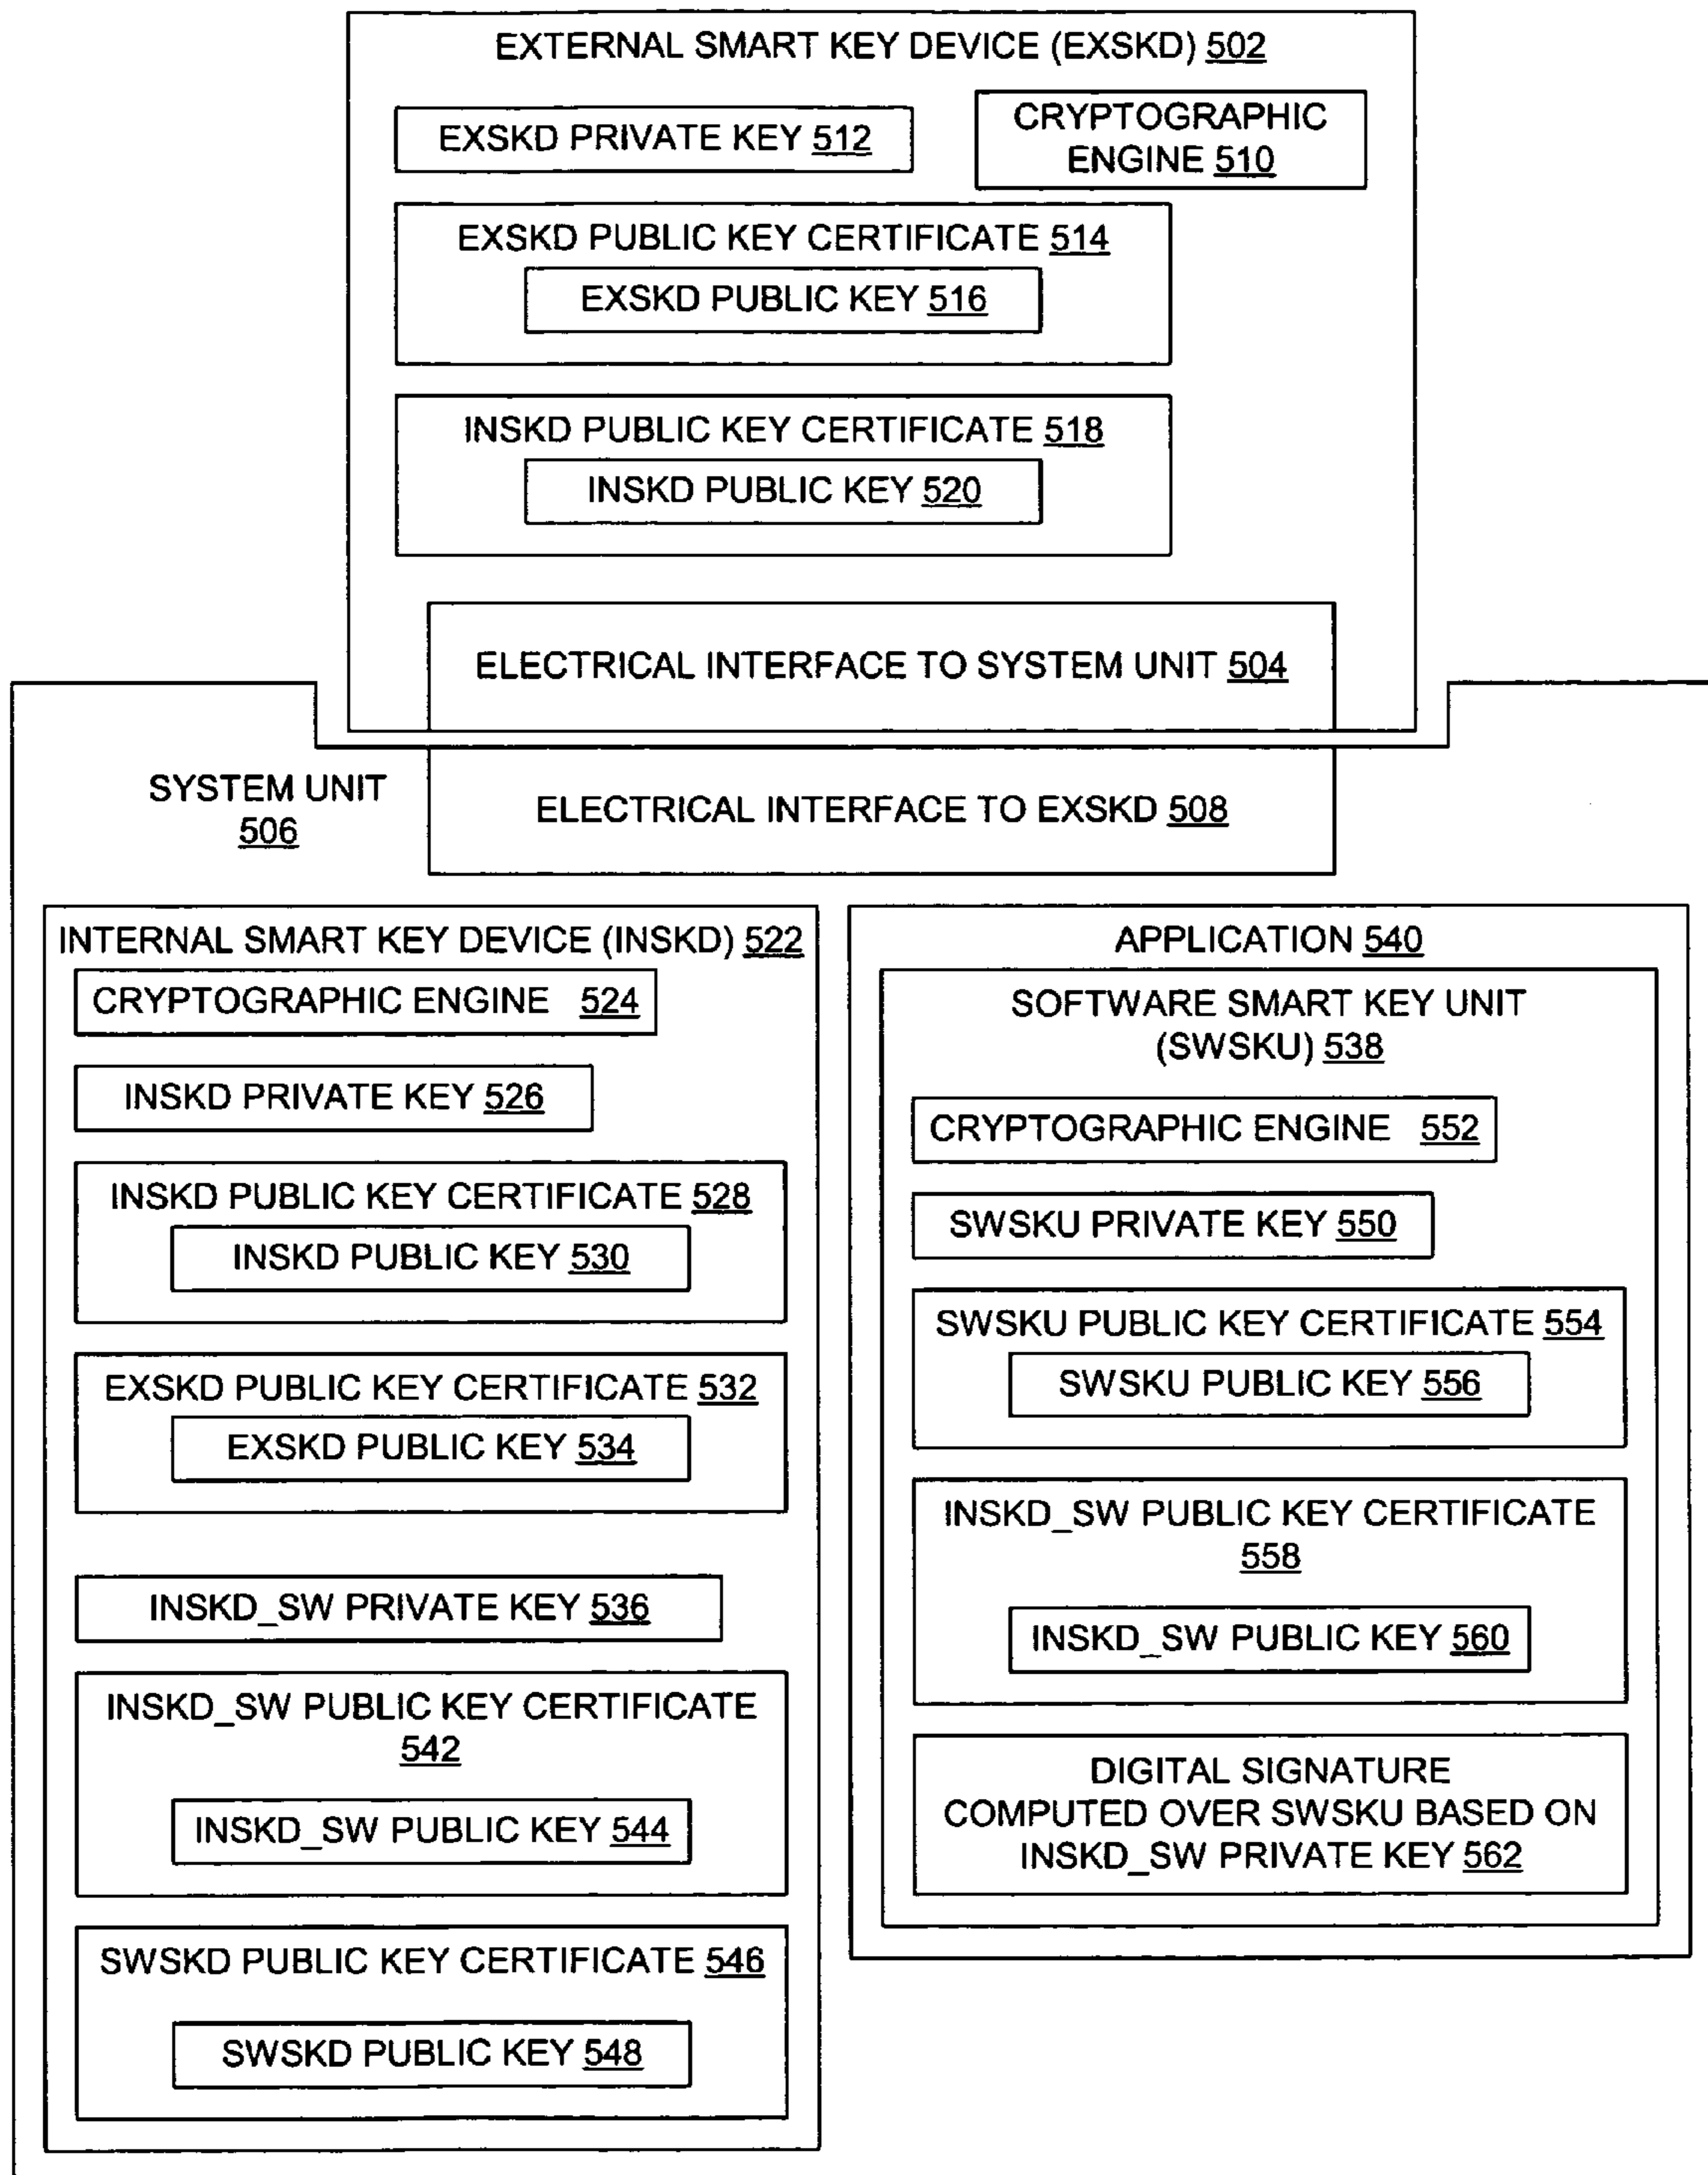 EXTERNAL SMART KEY DEVICE (EXSKD) 502
EXSKD PRIVATE KEY 512
CRYPTOGRAPHIC
ENGINE 510
EXSKD PUBLIC KEY CERTIFICATE 514
EXSKD PUBLIC KEY 516
INSKD PUBLIC KEY CERTIFICATE 518
INSKD PUBLIC KEY 520
ELECTRICAL INTERFACE TO SYSTEM UNIT 504
SYSTEM UNIT
506
ELECTRICAL INTERFACE TO EXSKD 508
INTERNAL SMART KEY DEVICE (INSKD) 522
CRYPTOGRAPHIC ENGINE 524
INSKD PRIVATE KEY 526
INSKD PUBLIC KEY CERTIFICATE 528
INSKD PUBLIC KEY 530
EXSKD PUBLIC KEY CERTIFICATE 532
EXSKD PUBLIC KEY 534
INSKD_SW PRIVATE KEY 536
INSKD_SW PUBLIC KEY CERTIFICATE
542
INSKD_SW PUBLIC KEY 544
SWSKD PUBLIC KEY CERTIFICATE 546
SWSKD PUBLIC KEY 548
APPLICATION 540
SOFTWARE SMART KEY UNIT
(SWSKU) 538
CRYPTOGRAPHIC ENGINE 552
SWSKU PRIVATE KEY 550
SWSKU PUBLIC KEY CERTIFICATE 554
SWSKU PUBLIC KEY 556
INSKD_SW PUBLIC KEY CERTIFICATE
558
INSKD_SW PUBLIC KEY 560
DIGITAL SIGNATURE
COMPUTED OVER SWSKU BASED ON
INSKD_SW PRIVATE KEY 562